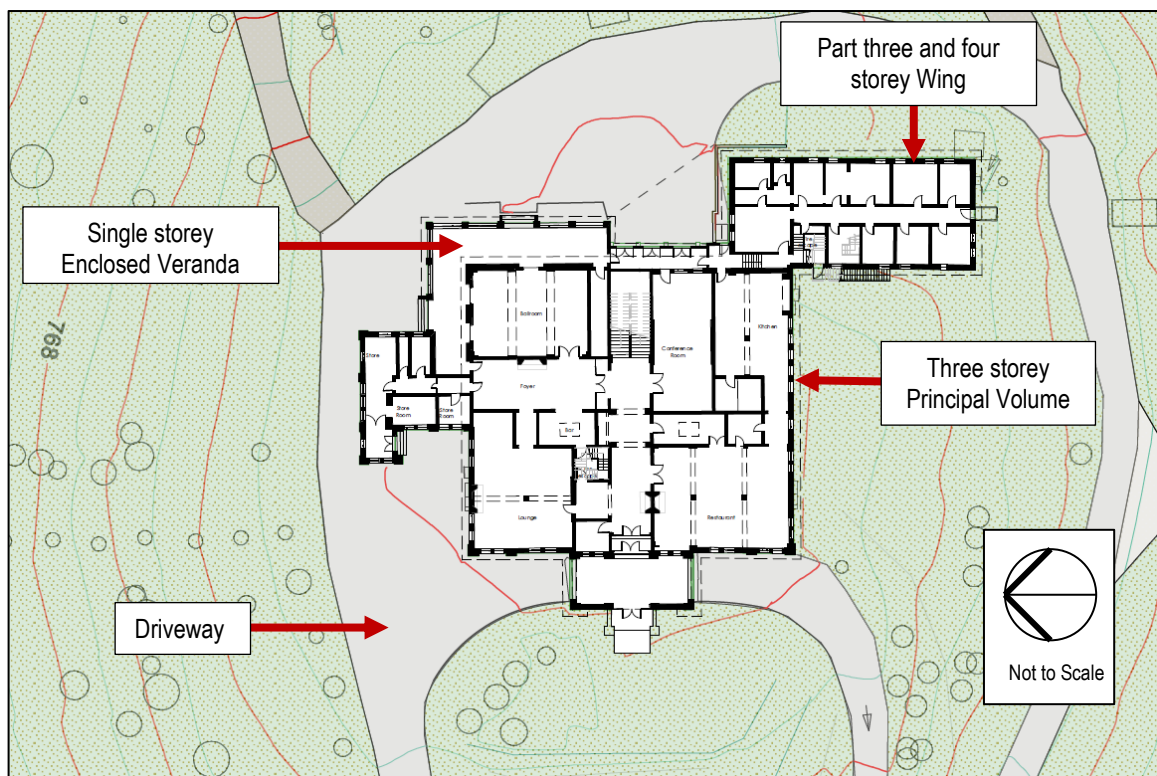 Part three and four
storey Wing
Single storey
Enclosed Veranda
Ballroom
Kitchen
Conference
Room
Store
Foyer
Three storey
Principal Volume
768
Store
Room
Store
Room
Bar
Lounge
Restaurant
Driveway
Not to Scale